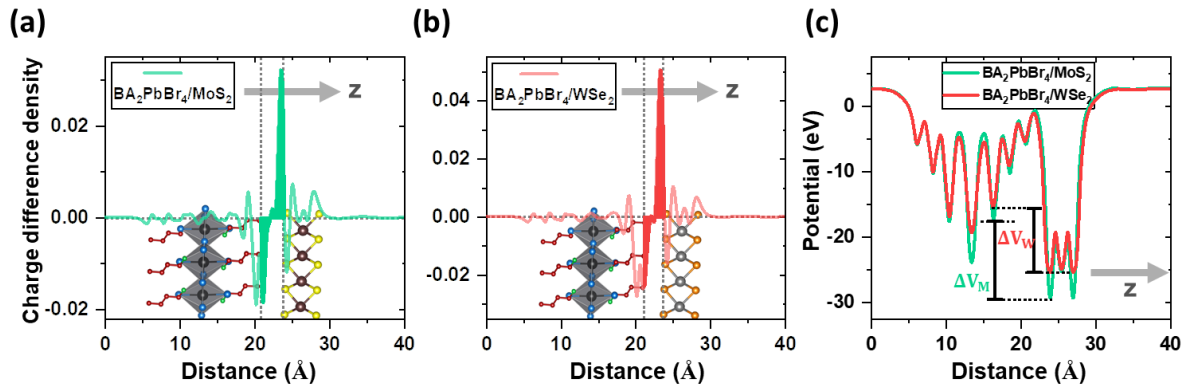 (a)
(b)
(c)
BA₂PbBr₄/MoS₂
z
Charge difference density
0.02
0.00
-0.02
0 10 20 30 40
Distance (Å)
BA₂PbBr₄/WSe₂
z
0.04
0.02
0.00
-0.02
0 10 20 30 40
Distance (Å)
BA₂PbBr₄/MoS₂
BA₂PbBr₄/WSe₂
Potential (eV)
0
-10
-20
-30
ΔV_W
ΔV_M
z
0 10 20 30 40
Distance (Å)